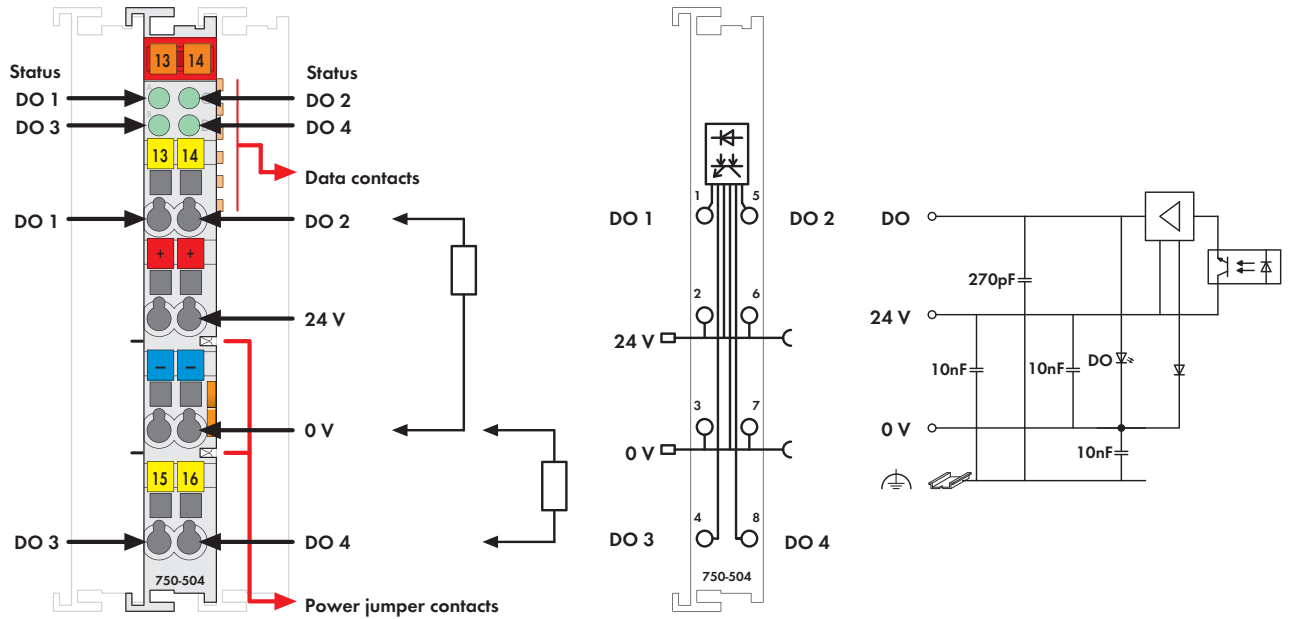 13 14
Status
Status
A C
DO 1
DO 2
B D
DO 3
DO 4
13 14
Data contacts
DO 1
DO 2
+ +
24 V
– –
0 V
15 16
DO 3
DO 4
750-504
Power jumper contacts
1 5
DO 1
DO 2
2 6
24 V
3 7
0 V
4 8
DO 3
DO 4
750-504
DO
270pF
24 V
10nF
10nF
DO
0 V
10nF